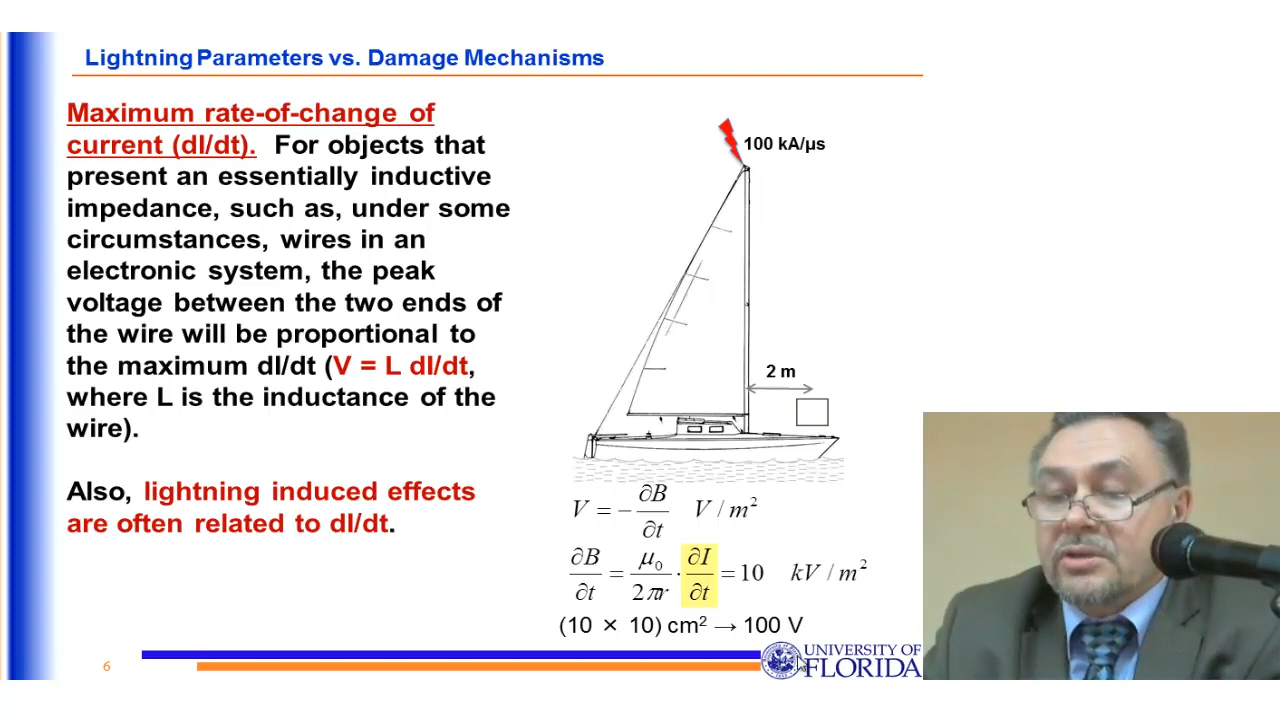 Lightning Parameters vs. Damage Mechanisms
Maximum rate-of-change of
current (dI/dt). For objects that
present an essentially inductive
impedance, such as, under some
circumstances, wires in an
electronic system, the peak
voltage between the two ends of
the wire will be proportional to
the maximum dI/dt (V = L dI/dt,
where L is the inductance of the
wire).
Also, lightning induced effects
are often related to dI/dt.
100 kA/µs
2 m
V = −∂B/∂t V/m²
∂B/∂t = μ₀/2πr · ∂I/∂t = 10 kV/m²
(10 × 10) cm² → 100 V
6
UNIVERSITY OF
FLORIDA